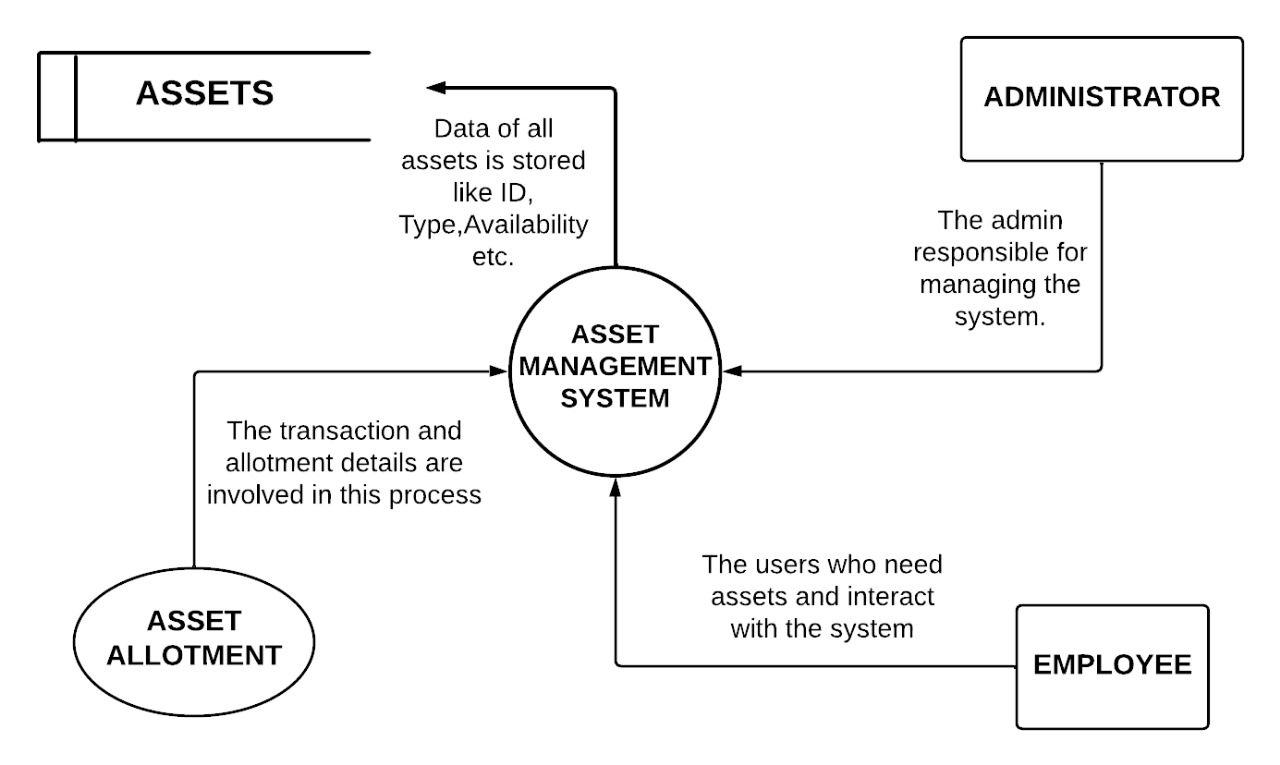 ASSETS
ADMINISTRATOR
Data of all
assets is stored
like ID,
Type,Availability
etc.
The admin
responsible for
managing the
system.
ASSET
MANAGEMENT
SYSTEM
The transaction and
allotment details are
involved in this process
The users who need
assets and interact
with the system
ASSET
ALLOTMENT
EMPLOYEE